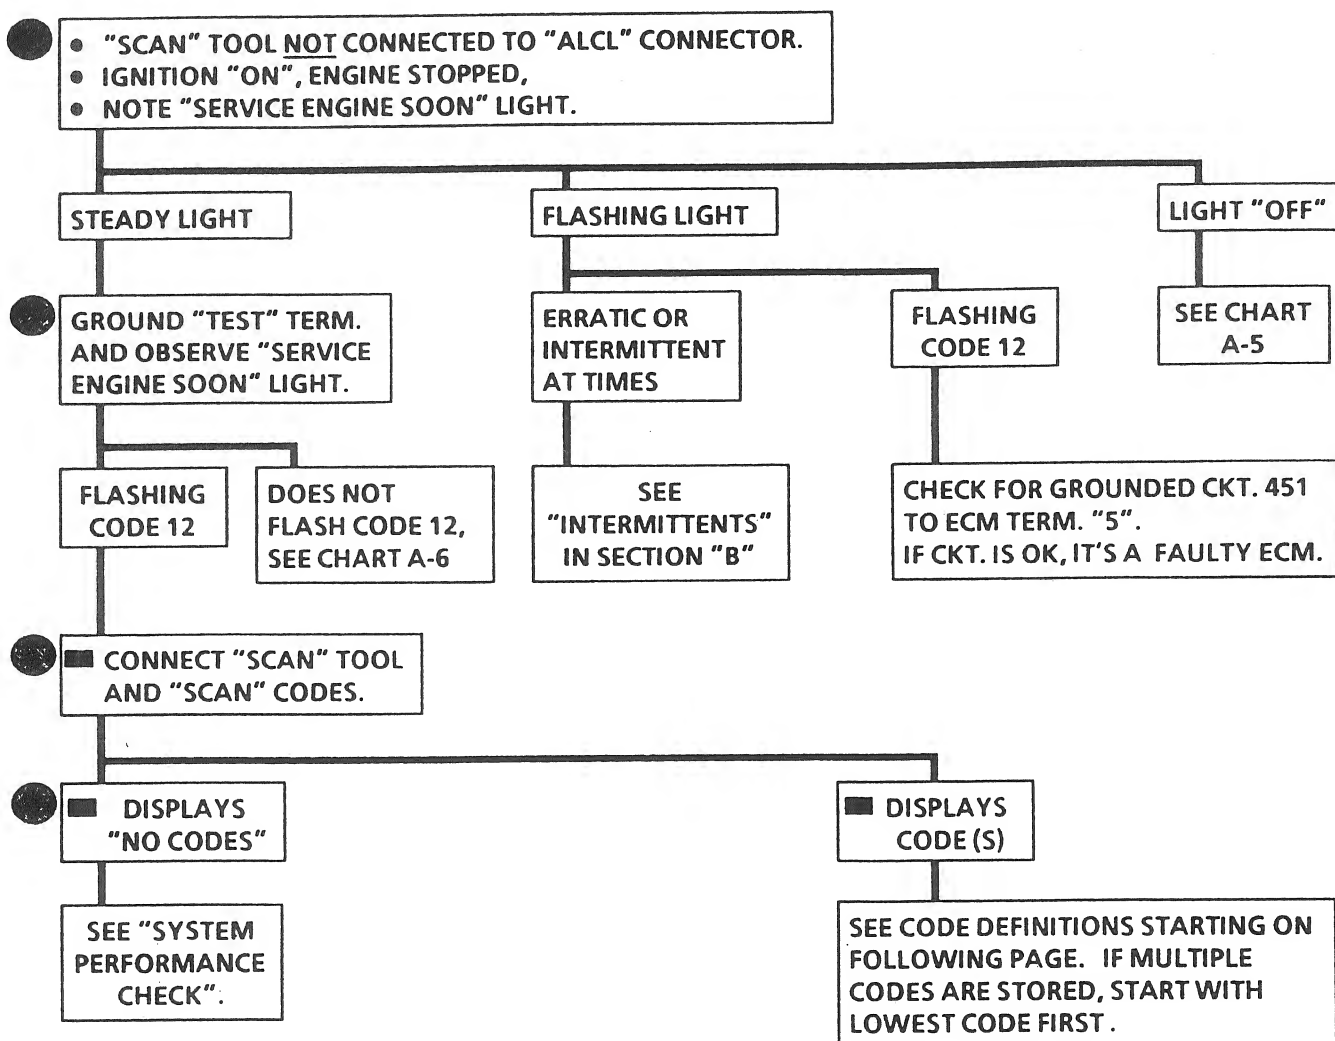 • "SCAN" TOOL NOT CONNECTED TO "ALCL" CONNECTOR.
• IGNITION "ON", ENGINE STOPPED,
• NOTE "SERVICE ENGINE SOON" LIGHT.
STEADY LIGHT
FLASHING LIGHT
LIGHT "OFF"
GROUND "TEST" TERM.
AND OBSERVE "SERVICE
ENGINE SOON" LIGHT.
ERRATIC OR
INTERMITTENT
AT TIMES
FLASHING
CODE 12
SEE CHART
A-5
FLASHING
CODE 12
DOES NOT
FLASH CODE 12,
SEE CHART A-6
SEE
"INTERMITTENTS"
IN SECTION "B"
CHECK FOR GROUNDED CKT. 451
TO ECM TERM. "5".
IF CKT. IS OK, IT'S A FAULTY ECM.
CONNECT "SCAN" TOOL
AND "SCAN" CODES.
DISPLAYS
"NO CODES"
DISPLAYS
CODE (S)
SEE "SYSTEM
PERFORMANCE
CHECK".
SEE CODE DEFINITIONS STARTING ON
FOLLOWING PAGE. IF MULTIPLE
CODES ARE STORED, START WITH
LOWEST CODE FIRST.